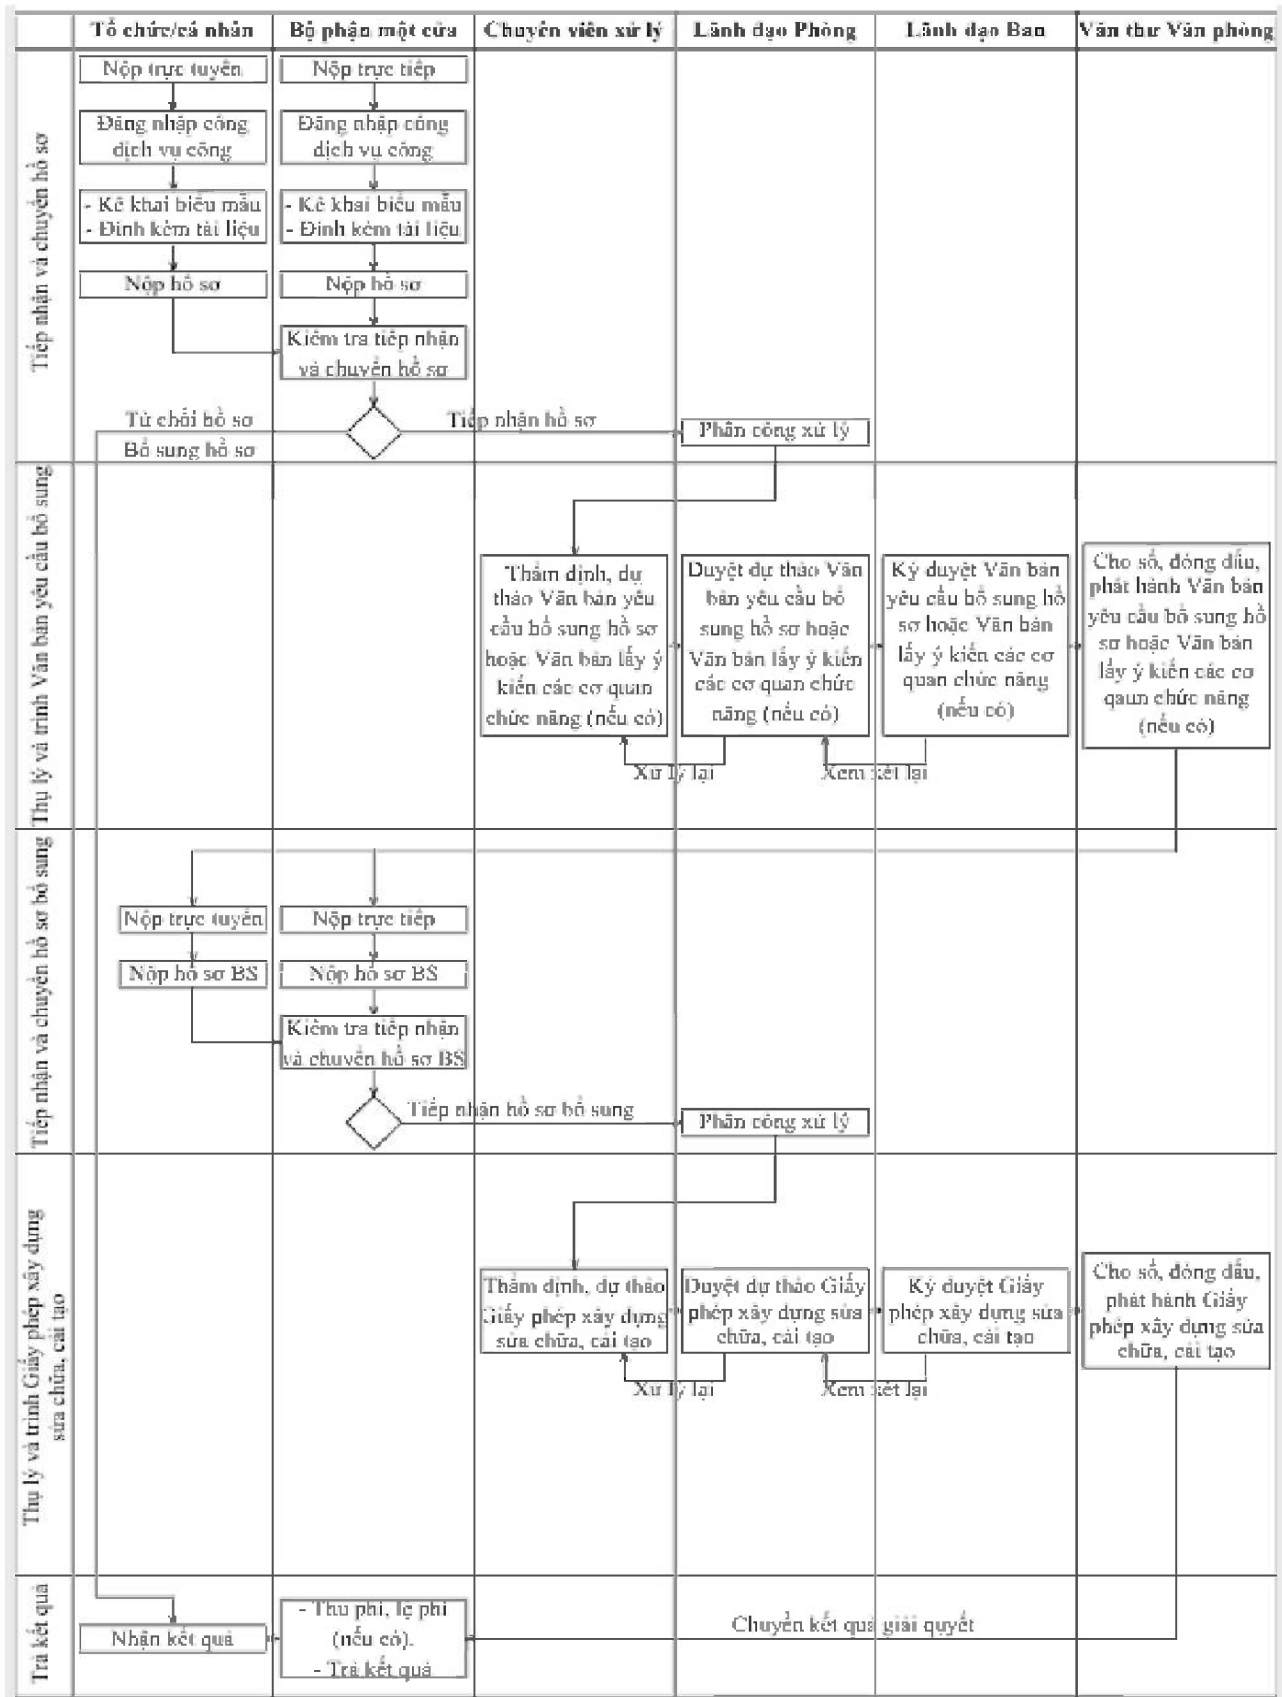 Tổ chức/cá nhân
Bộ phận một cửa
Chuyên viên xử lý
Lãnh đạo Phòng
Lãnh đạo Ban
Văn thư Văn phòng
Tiếp nhận và chuyển hồ sơ
Nộp trực tuyến
Nộp trực tiếp
Đăng nhập cổng
dịch vụ công
Đăng nhập cổng
dịch vụ công
- Kê khai biểu mẫu
- Đính kèm tài liệu
- Kê khai biểu mẫu
- Đính kèm tài liệu
Nộp hồ sơ
Nộp hồ sơ
Kiểm tra tiếp nhận
và chuyển hồ sơ
Từ chối hồ sơ
Bổ sung hồ sơ
Tiếp nhận hồ sơ
Phân công xử lý
Thụ lý và trình Văn bản yêu cầu bổ sung
Thẩm định, dự
thảo Văn bản yêu
cầu bổ sung hồ sơ
hoặc Văn bản lấy ý
kiến các cơ quan
chức năng (nếu có)
Duyệt dự thảo Văn
bản yêu cầu bổ
sung hồ sơ hoặc
Văn bản lấy ý kiến
các cơ quan chức
năng (nếu có)
Ký duyệt Văn bản
yêu cầu bổ sung hồ
sơ hoặc Văn bản
lấy ý kiến các cơ
quan chức năng
(nếu có)
Cho số, đóng dấu,
phát hành Văn bản
yêu cầu bổ sung hồ
sơ hoặc Văn bản
lấy ý kiến các cơ
qaun chức năng
(nếu có)
Xử lý lại
Xem xét lại
Tiếp nhận và chuyển hồ sơ bổ sung
Nộp trực tuyến
Nộp trực tiếp
Nộp hồ sơ BS
Nộp hồ sơ BS
Kiểm tra tiếp nhận
và chuyển hồ sơ BS
Tiếp nhận hồ sơ bổ sung
Phân công xử lý
Thụ lý và trình Giấy phép xây dựng
sửa chữa, cải tạo
Thẩm định, dự thảo
Giấy phép xây dựng
sửa chữa, cải tạo
Duyệt dự thảo Giấy
phép xây dựng sửa
chữa, cải tạo
Ký duyệt Giấy
phép xây dựng sửa
chữa, cải tạo
Cho số, đóng dấu,
phát hành Giấy
phép xây dựng sửa
chữa, cải tạo
Xử lý lại
Xem xét lại
Trả kết quả
Nhận kết quả
- Thu phí, lệ phí
(nếu có).
- Trả kết quả
Chuyển kết quả giải quyết